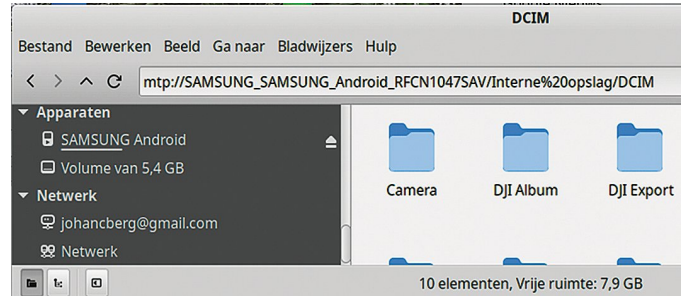 DCIM
Bestand Bewerken Beeld Ga naar Bladwijzers Hulp
mtp://SAMSUNG_SAMSUNG_Android_RFCN1047SAV/Interne%20opslag/DCIM
Apparaten
SAMSUNG Android
Volume van 5,4 GB
Netwerk
johancberg@gmail.com
Netwerk
Camera DJI Album DJI Export
10 elementen, Vrije ruimte: 7,9 GB